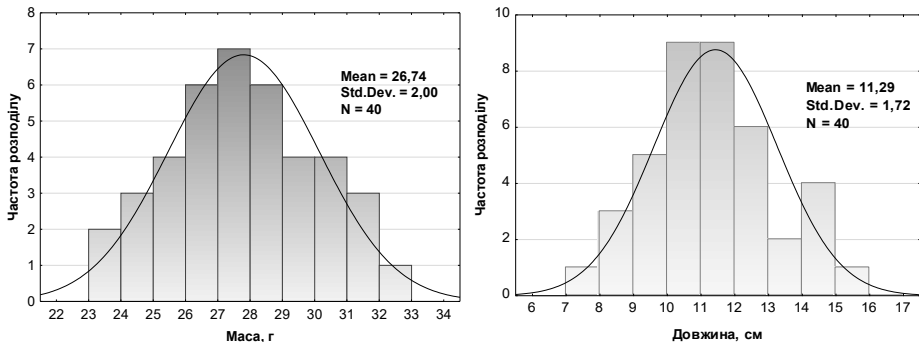 8
7
6
5
4
3
2
1
0
Частота розподілу
Mean = 26,74
Std.Dev. = 2,00
N = 40
22 23 24 25 26 27 28 29 30 31 32 33 34
Маса, г
10
8
6
4
2
0
Частота розподілу
Mean = 11,29
Std.Dev. = 1,72
N = 40
6 7 8 9 10 11 12 13 14 15 16 17
Довжина, см